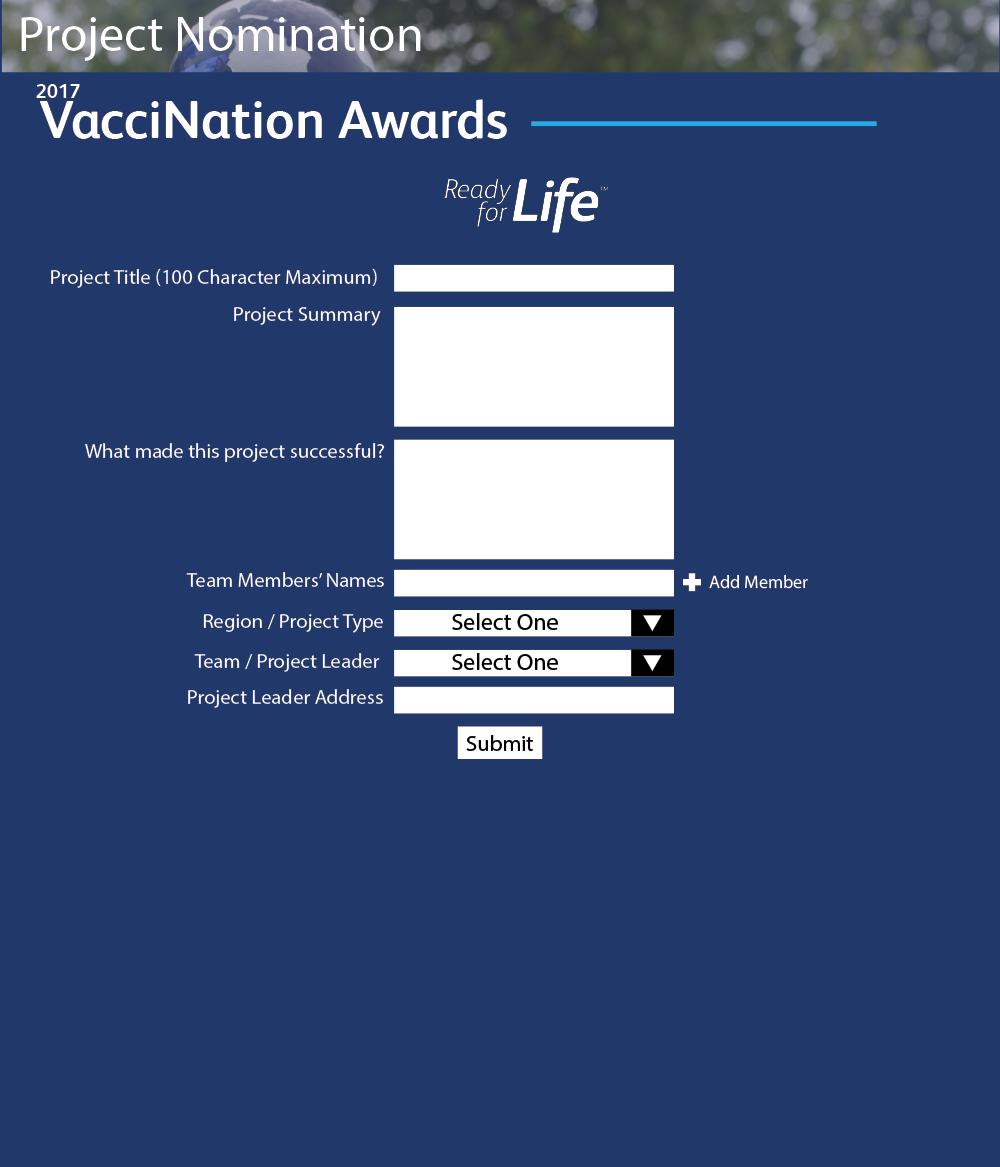 Project Nomination
2017
VacciNation Awards
Ready
for Life™
Project Title (100 Character Maximum)
Project Summary
What made this project successful?
Team Members’ Names
Add Member
Region / Project Type
Select One
Team / Project Leader
Select One
Project Leader Address
Submit